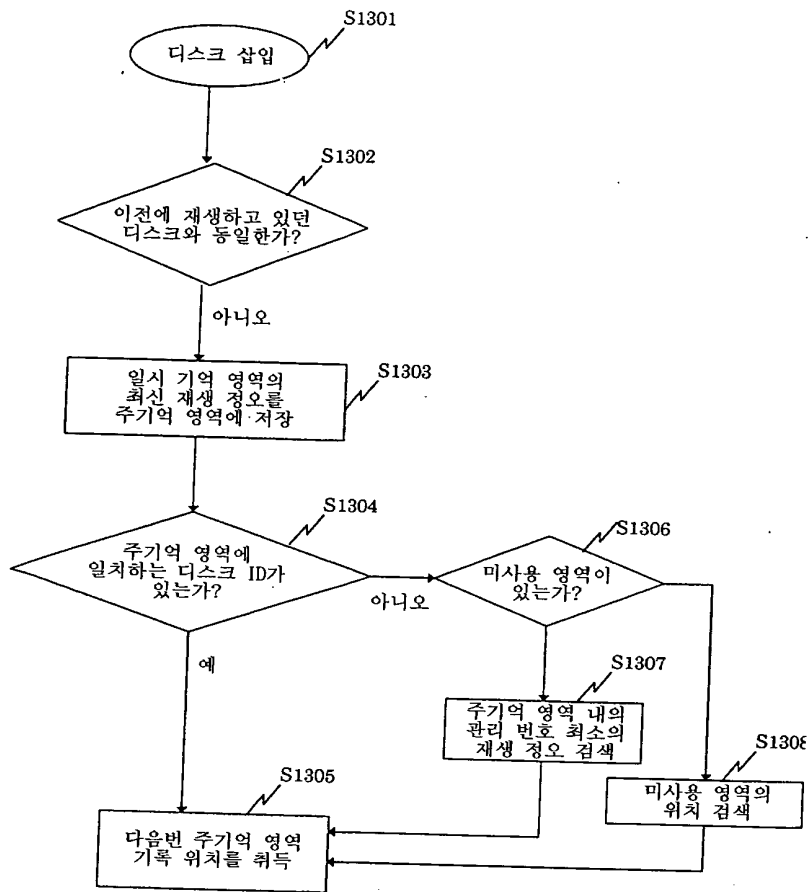 S1301
디스크 삽입
S1302
이전에 재생하고 있던
디스크와 동일한가?
아니오
S1303
일시 기억 영역의
최신 재생 정오를
주기억 영역에 저장
S1304
주기억 영역에
일치하는 디스크 ID가
있는가?
아니오
S1306
미사용 영역이
있는가?
예
S1307
주기억 영역 내의
관리 번호 최소의
재생 정오 검색
S1308
미사용 영역의
위치 검색
S1305
다음번 주기억 영역
기록 위치를 취득